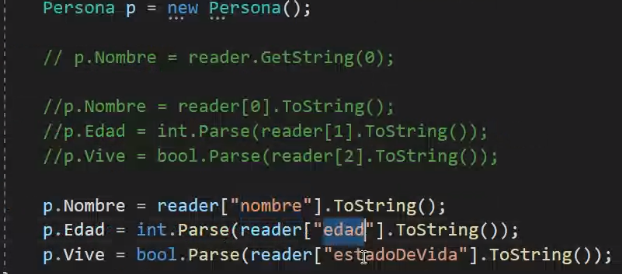 Persona p = new Persona();
// p.Nombre = reader.GetString(0);
//p.Nombre = reader[0].ToString();
//p.Edad = int.Parse(reader[1].ToString());
//p.Vive = bool.Parse(reader[2].ToString());
p.Nombre = reader["nombre"].ToString();
p.Edad = int.Parse(reader["edad"].ToString());
p.Vive = bool.Parse(reader["estadoDeVida"].ToString());